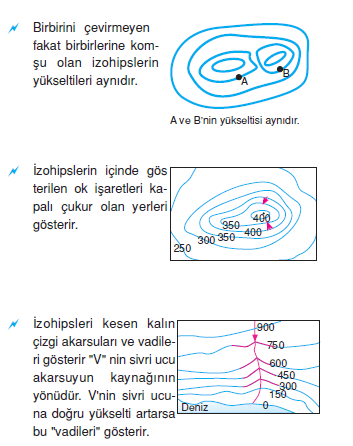 Birbirini çevirmeyen
fakat birbirlerine kom-
şu olan izohipslerin
yükseltileri aynıdır.
A
B
A ve B'nin yükseltisi aynıdır.
İzohipslerin içinde gös
terilen ok işaretleri ka-
palı çukur olan yerleri
gösterir.
400
350
400
350
300
250
İzohipsleri kesen kalın
çizgi akarsuları ve vadile-
ri gösterir "V" nin sivri ucu
akarsuyun kaynağının
yönüdür. V'nin sivri ucu-
na doğru yükselti artarsa
bu "vadileri" gösterir.
900
750
600
450
300
150
0
Deniz